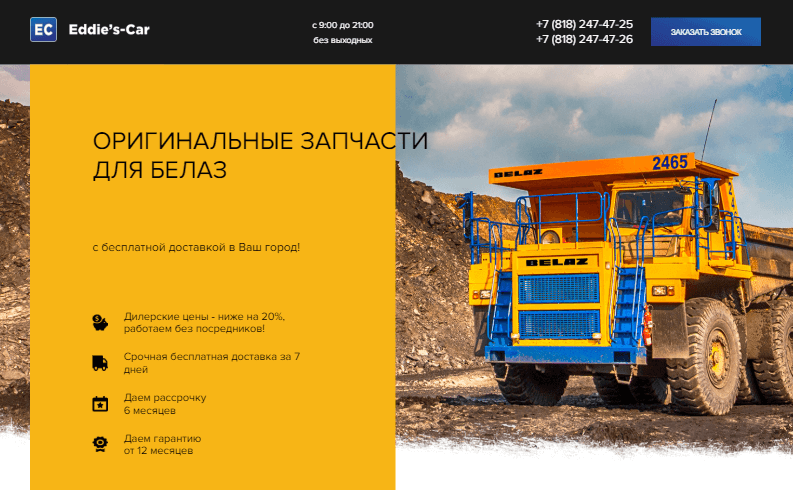 EC Eddie's-Car
с 9:00 до 21:00
без выходных
+7 (818) 247-47-25
+7 (818) 247-47-26
ЗАКАЗАТЬ ЗВОНОК
ОРИГИНАЛЬНЫЕ ЗАПЧАСТИ
ДЛЯ БЕЛАЗ
с бесплатной доставкой в Ваш город!
Дилерские цены - ниже на 20%,
работаем без посредников!
Срочная бесплатная доставка за 7
дней
Даем рассрочку
6 месяцев
Даем гарантию
от 12 месяцев
BELAZ
2465
BELAZ